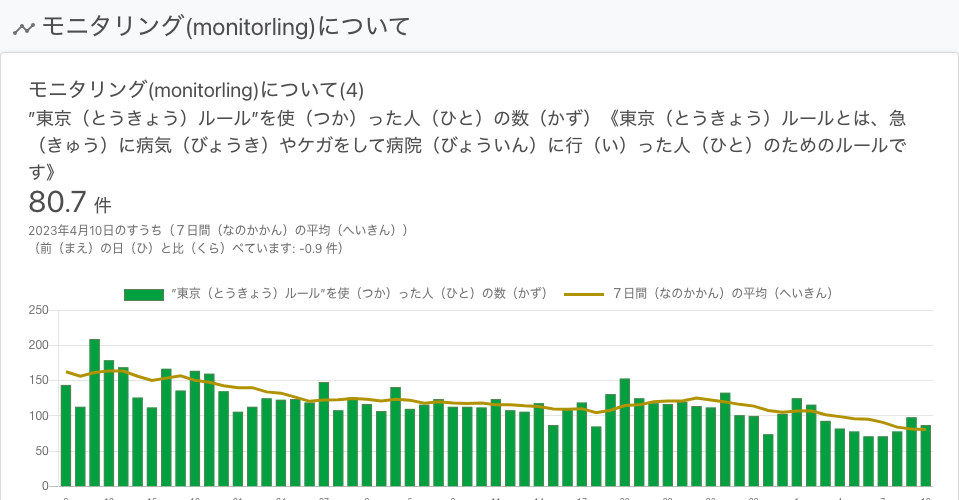 モニタリング(monitorling)について
モニタリング(monitorling)について(4)
”東京（とうきょう）ルール”を使（つか）った人（ひと）の数（かず）《東京（とうきょう）ルールとは、急
（きゅう）に病気（びょうき）やケガをして病院（びょういん）に行（い）った人（ひと）のためのルールで
す》
80.7 件
2023年4月10日のすうち（７日間（なのかかん）の平均（へいきん））
（前（まえ）の日（ひ）と比（くら）べています: -0.9 件）
”東京（とうきょう）ルール”を使（つか）った人（ひと）の数（かず） ７日間（なのかかん）の平均（へいきん）
250
200
150
100
50
0